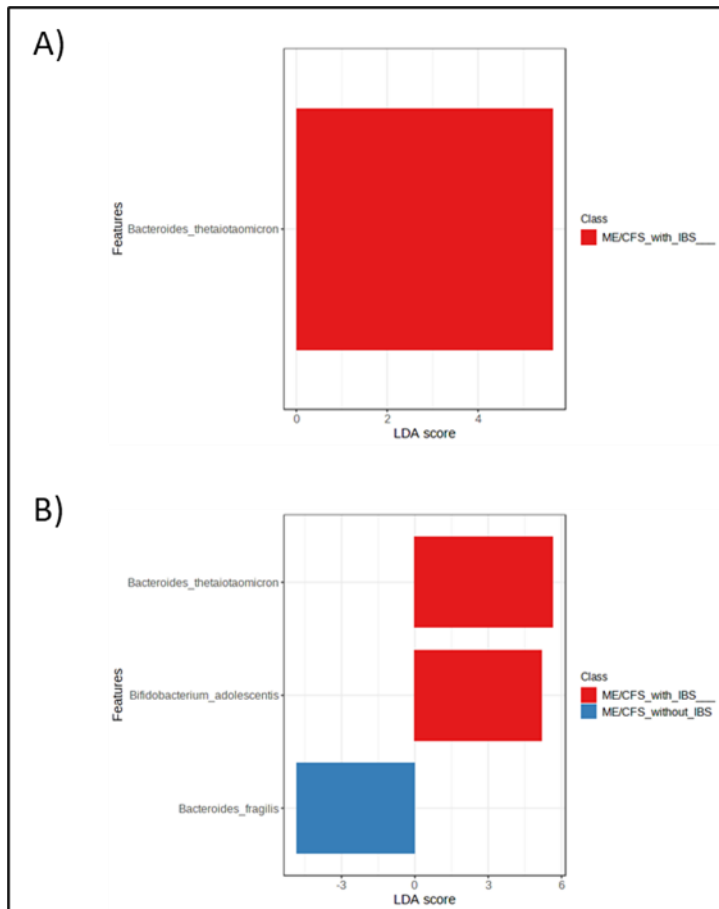 A)
Features
Bacteroides_thetaiotaomicron
0 2 4
LDA score
Class
ME/CFS_with_IBS___
B)
Features
Bacteroides_thetaiotaomicron
Bifidobacterium_adolescentis
Bacteroides_fragilis
-3 0 3 6
LDA score
Class
ME/CFS_with_IBS___
ME/CFS_without_IBS